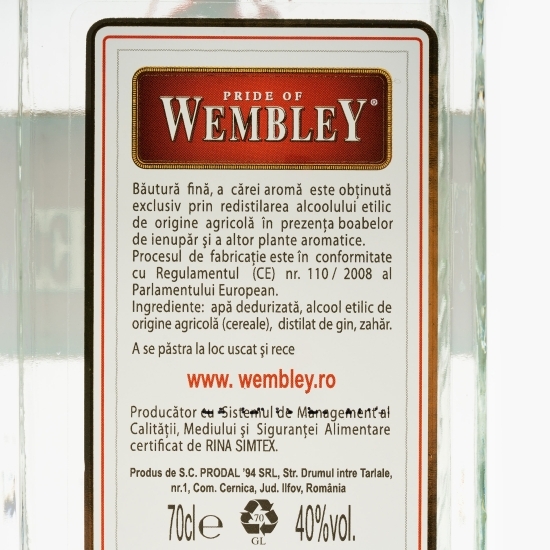 PRIDE OF
WEMBLEY®
Băutură fină, a cărei aromă este obținută
exclusiv prin redistilarea alcoolului etilic
de origine agricolă în prezența boabelor
de ienupăr și a altor plante aromatice.
Procesul de fabricație este în conformitate
cu Regulamentul (CE) nr. 110 / 2008 al
Parlamentului European.
Ingrediente: apă dedurizată, alcool etilic de
origine agricolă (cereale), distilat de gin, zahăr.
A se păstra la loc uscat și rece
www. wembley.ro
Producător cu Sistemul de Management al
Calității, Mediului și Siguranței Alimentare
certificat de RINA SIMTEX.
Produs de S.C. PRODAL '94 SRL, Str. Drumul intre Tarlale,
nr.1, Com. Cernica, Jud. Ilfov, România
70cl e 70 40%vol.
GL